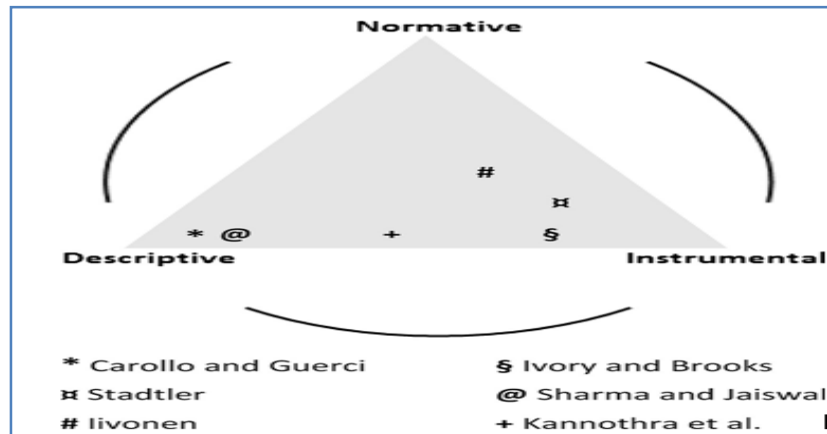 Normative
#
¤
* @ + §
Descriptive Instrumental
* Carollo and Guerci § Ivory and Brooks
¤ Stadtler @ Sharma and Jaiswal
# Iivonen + Kannothra et al.